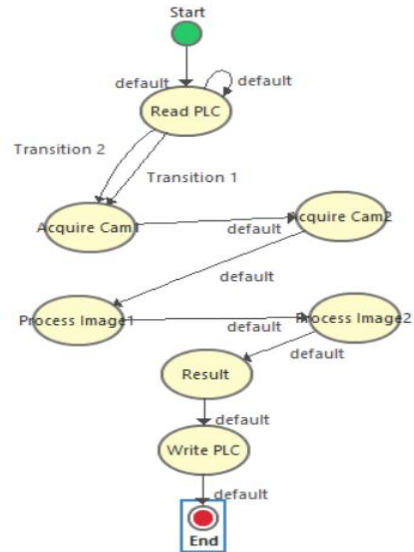 Start
default
default
Read PLC
Transition 2
Transition 1
Acquire Cam1
default
Acquire Cam2
default
Process Image1
default
Process Image2
default
Result
default
Write PLC
default
End